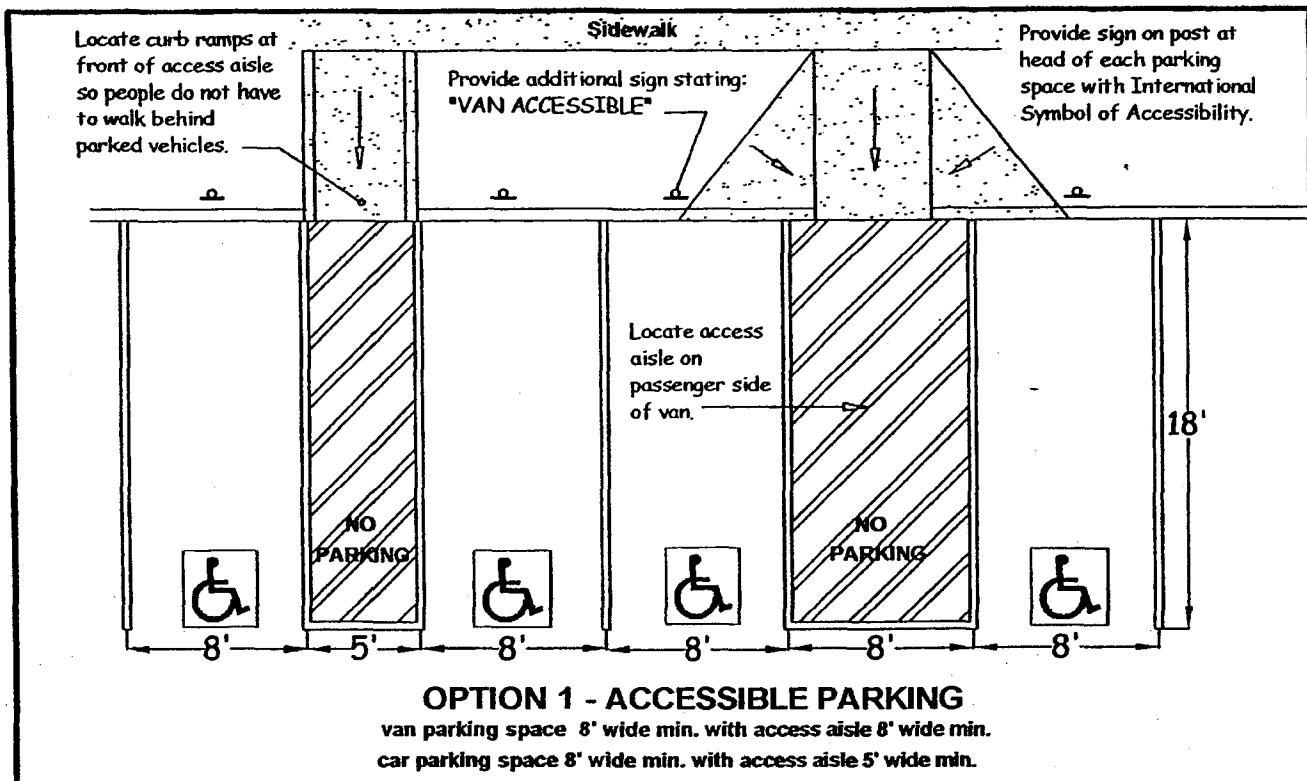 Sidewalk
Locate curb ramps at
front of access aisle
so people do not have
to walk behind
parked vehicles.
Provide additional sign stating:
"VAN ACCESSIBLE"
Provide sign on post at
head of each parking
space with International
Symbol of Accessibility.
Locate access
aisle on
passenger side
of van.
18'
NO
PARKING
NO
PARKING
8'
5'
8'
8'
8'
8'
OPTION 1 - ACCESSIBLE PARKING
van parking space 8' wide min. with access aisle 8' wide min.
car parking space 8' wide min. with access aisle 5' wide min.